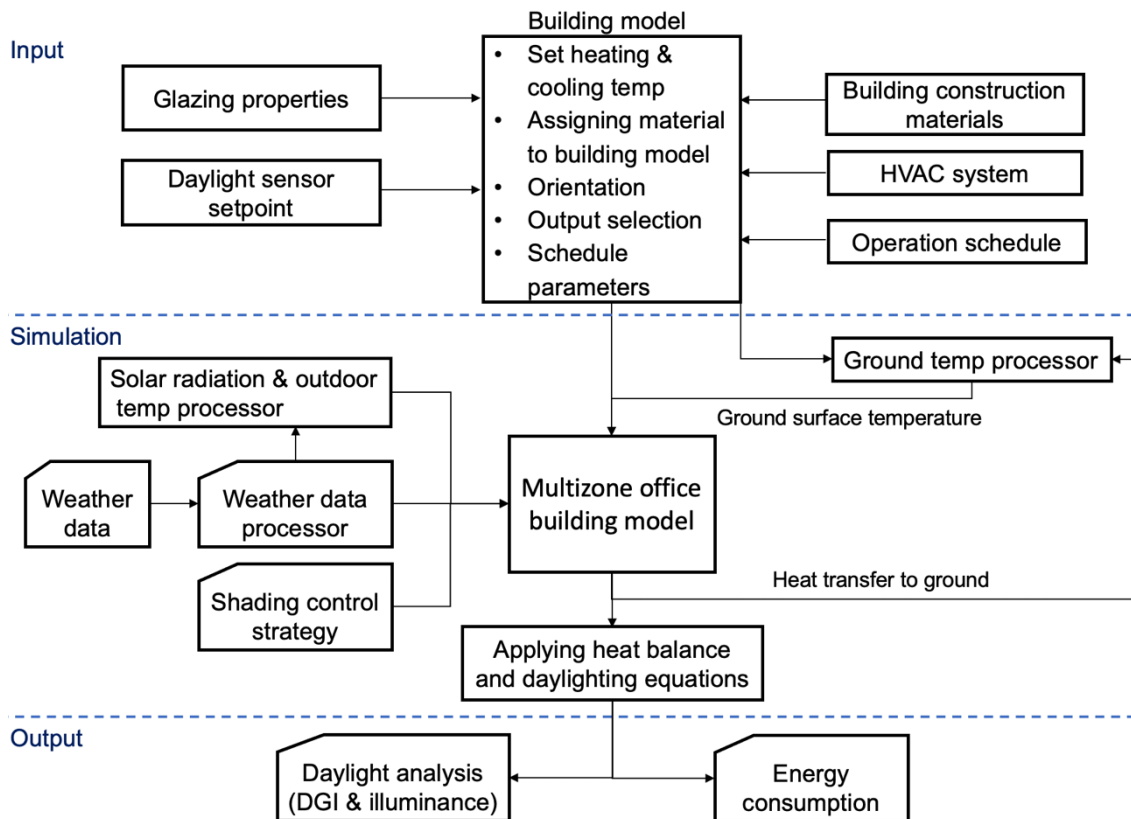 Building model
Input
• Set heating &
cooling temp
• Assigning material
to building model
• Orientation
• Output selection
• Schedule
parameters
Glazing properties
Daylight sensor
setpoint
Building construction
materials
HVAC system
Operation schedule
Simulation
Solar radiation & outdoor
temp processor
Ground temp processor
Ground surface temperature
Weather
data
Weather data
processor
Multizone office
building model
Shading control
strategy
Heat transfer to ground
Applying heat balance
and daylighting equations
Output
Daylight analysis
(DGI & illuminance)
Energy
consumption